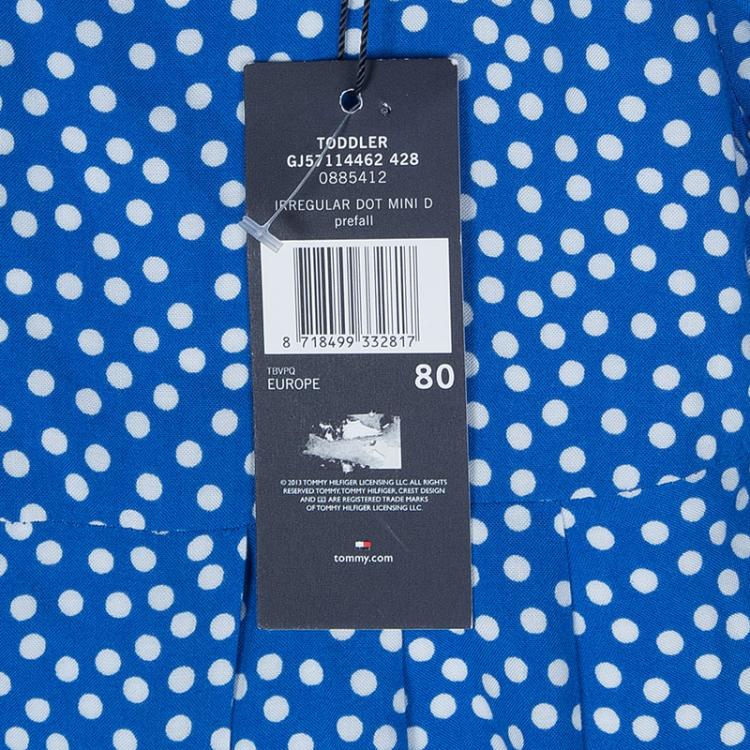 TODDLER
GJ57114462 428
0885412
IRREGULAR DOT MINI D
prefall
8 718499 332817
TBVPQ
EUROPE 80
© 2013 TOMMY HILFIGER LICENSING LLC. ALL RIGHTS
RESERVED TOMMY, TOMMY HILFIGER, CREST DESIGN
AND ARE REGISTERED TRADE MARKS
OF TOMMY HILFIGER LICENSING LLC.
tommy.com